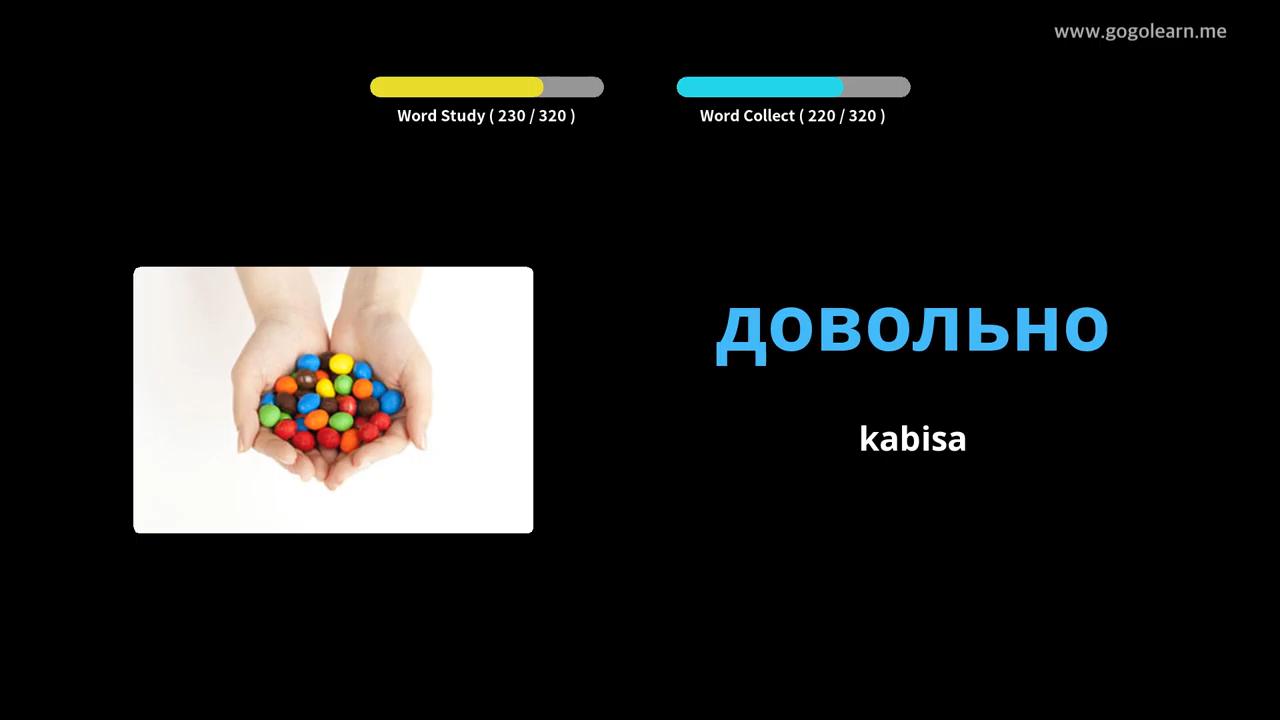 www.gogolearn.me
Word Study ( 230 / 320 )
Word Collect ( 220 / 320 )
довольно
kabisa